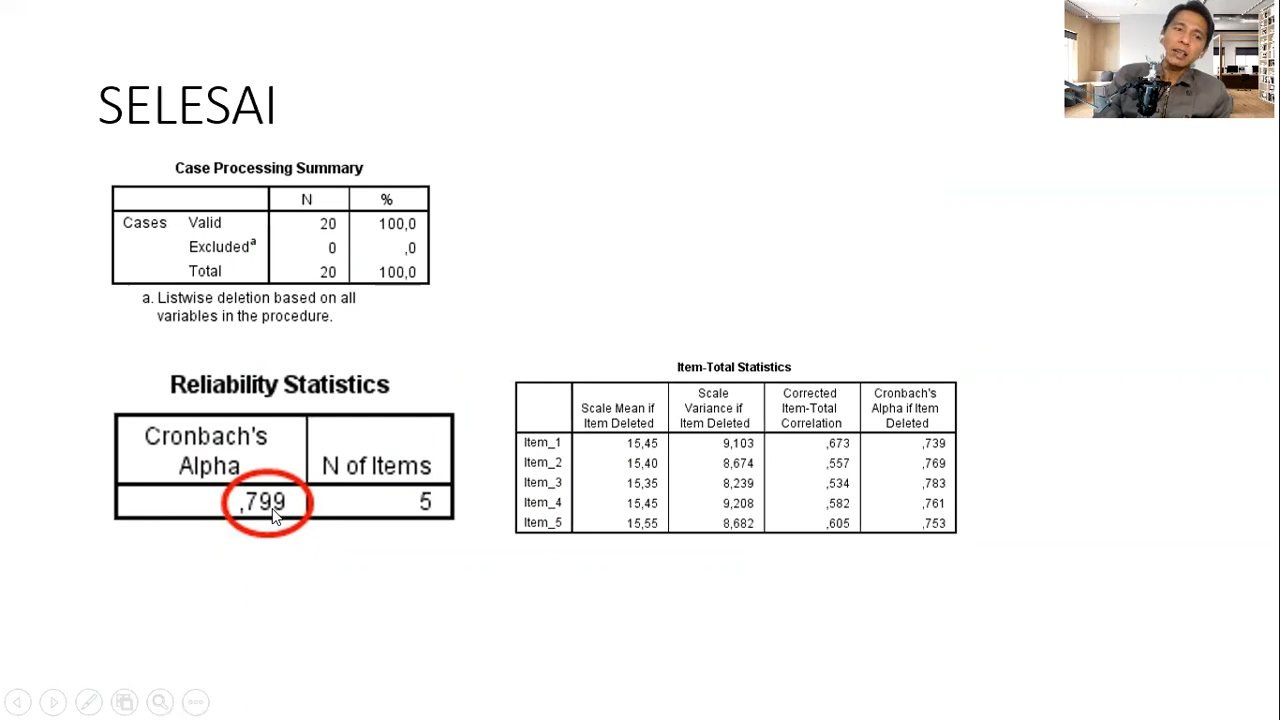 SELESAI
Case Processing Summary
N %
Cases Valid 20 100,0
Excludedᵃ 0 ,0
Total 20 100,0
a. Listwise deletion based on all
variables in the procedure.
Reliability Statistics
Cronbach's
Alpha N of Items
,799 5
Item-Total Statistics
Scale Mean if Item Deleted Scale Variance if Item Deleted Corrected Item-Total Correlation Cronbach's Alpha if Item Deleted
Item_1 15,45 9,103 ,673 ,739
Item_2 15,40 8,674 ,557 ,769
Item_3 15,35 8,239 ,534 ,783
Item_4 15,45 9,208 ,582 ,761
Item_5 15,55 8,682 ,605 ,753